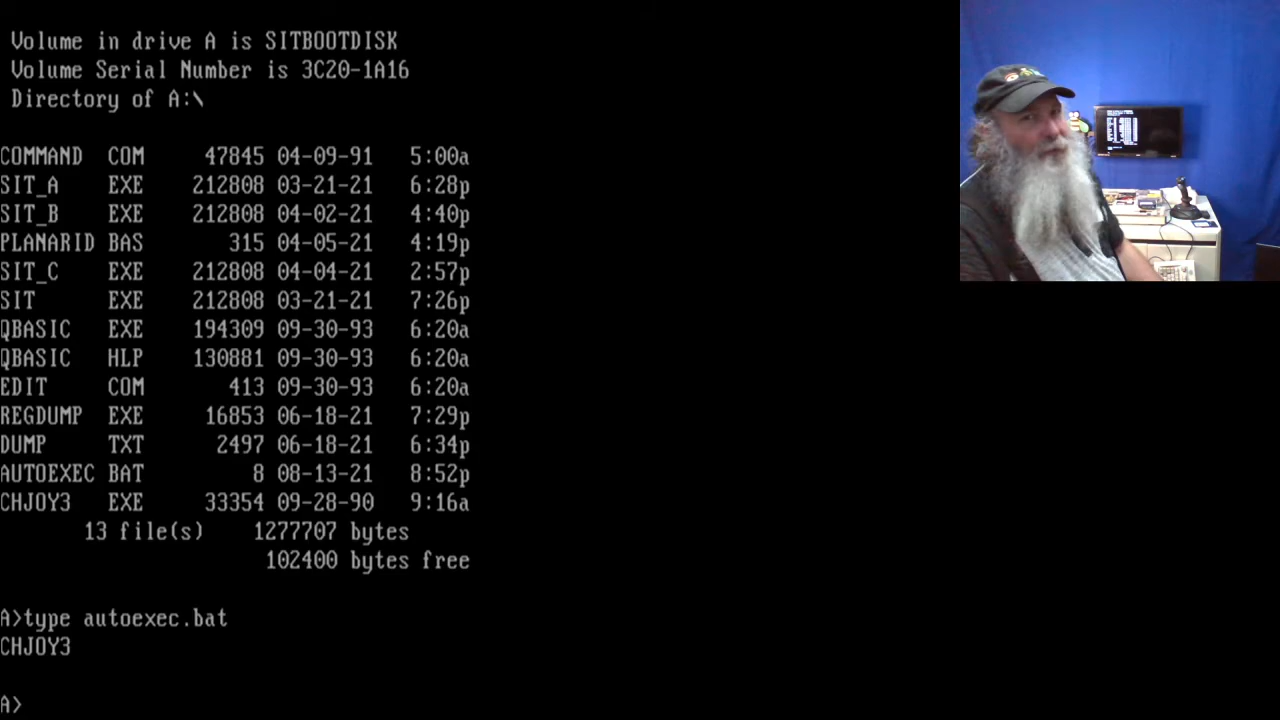 Volume in drive A is SITBOOTDISK
Volume Serial Number is 3C20-1A16
Directory of A:\
COMMAND COM 47845 04-09-91 5:00a
SIT_A EXE 212808 03-21-21 6:28p
SIT_B EXE 212808 04-02-21 4:40p
PLANARID BAS 315 04-05-21 4:19p
SIT_C EXE 212808 04-04-21 2:57p
SIT EXE 212808 03-21-21 7:26p
QBASIC EXE 194309 09-30-93 6:20a
QBASIC HLP 130881 09-30-93 6:20a
EDIT COM 413 09-30-93 6:20a
REGDUMP EXE 16853 06-18-21 7:29p
DUMP TXT 2497 06-18-21 6:34p
AUTOEXEC BAT 8 08-13-21 8:52p
CHJOY3 EXE 33354 09-28-90 9:16a
13 file(s) 1277707 bytes
102400 bytes free
A>type autoexec.bat
CHJOY3
A>